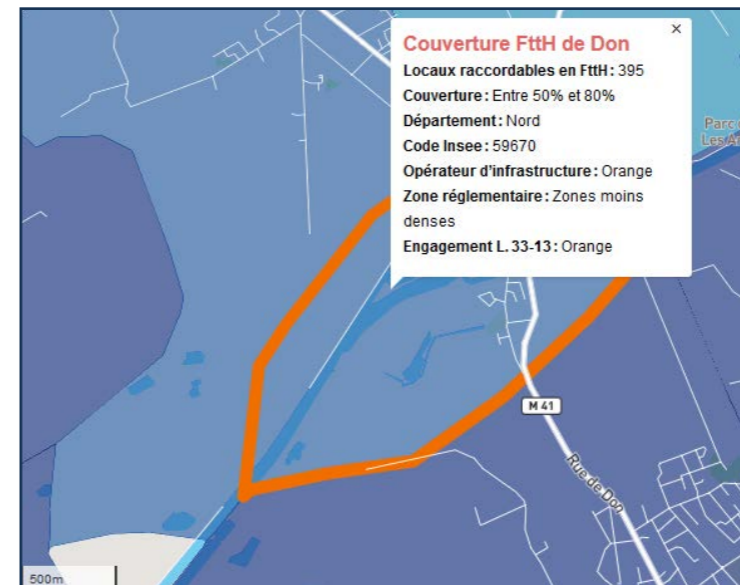 ×
Couverture FttH de Don
Locaux raccordables en FttH : 395
Couverture : Entre 50% et 80%
Département : Nord
Code Insee : 59670
Opérateur d'infrastructure : Orange
Zone réglementaire : Zones moins
denses
Engagement L. 33-13 : Orange
Parc
Les
M 41
Rue de Don
500m